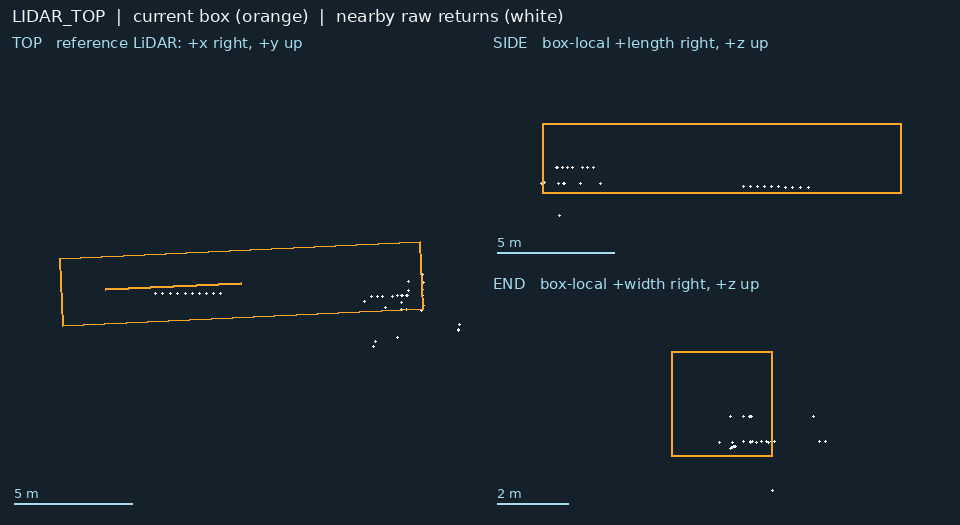 LIDAR_TOP | current box (orange) | nearby raw returns (white)
TOP reference LiDAR: +x right, +y up
SIDE box-local +length right, +z up
5 m
END box-local +width right, +z up
5 m
2 m